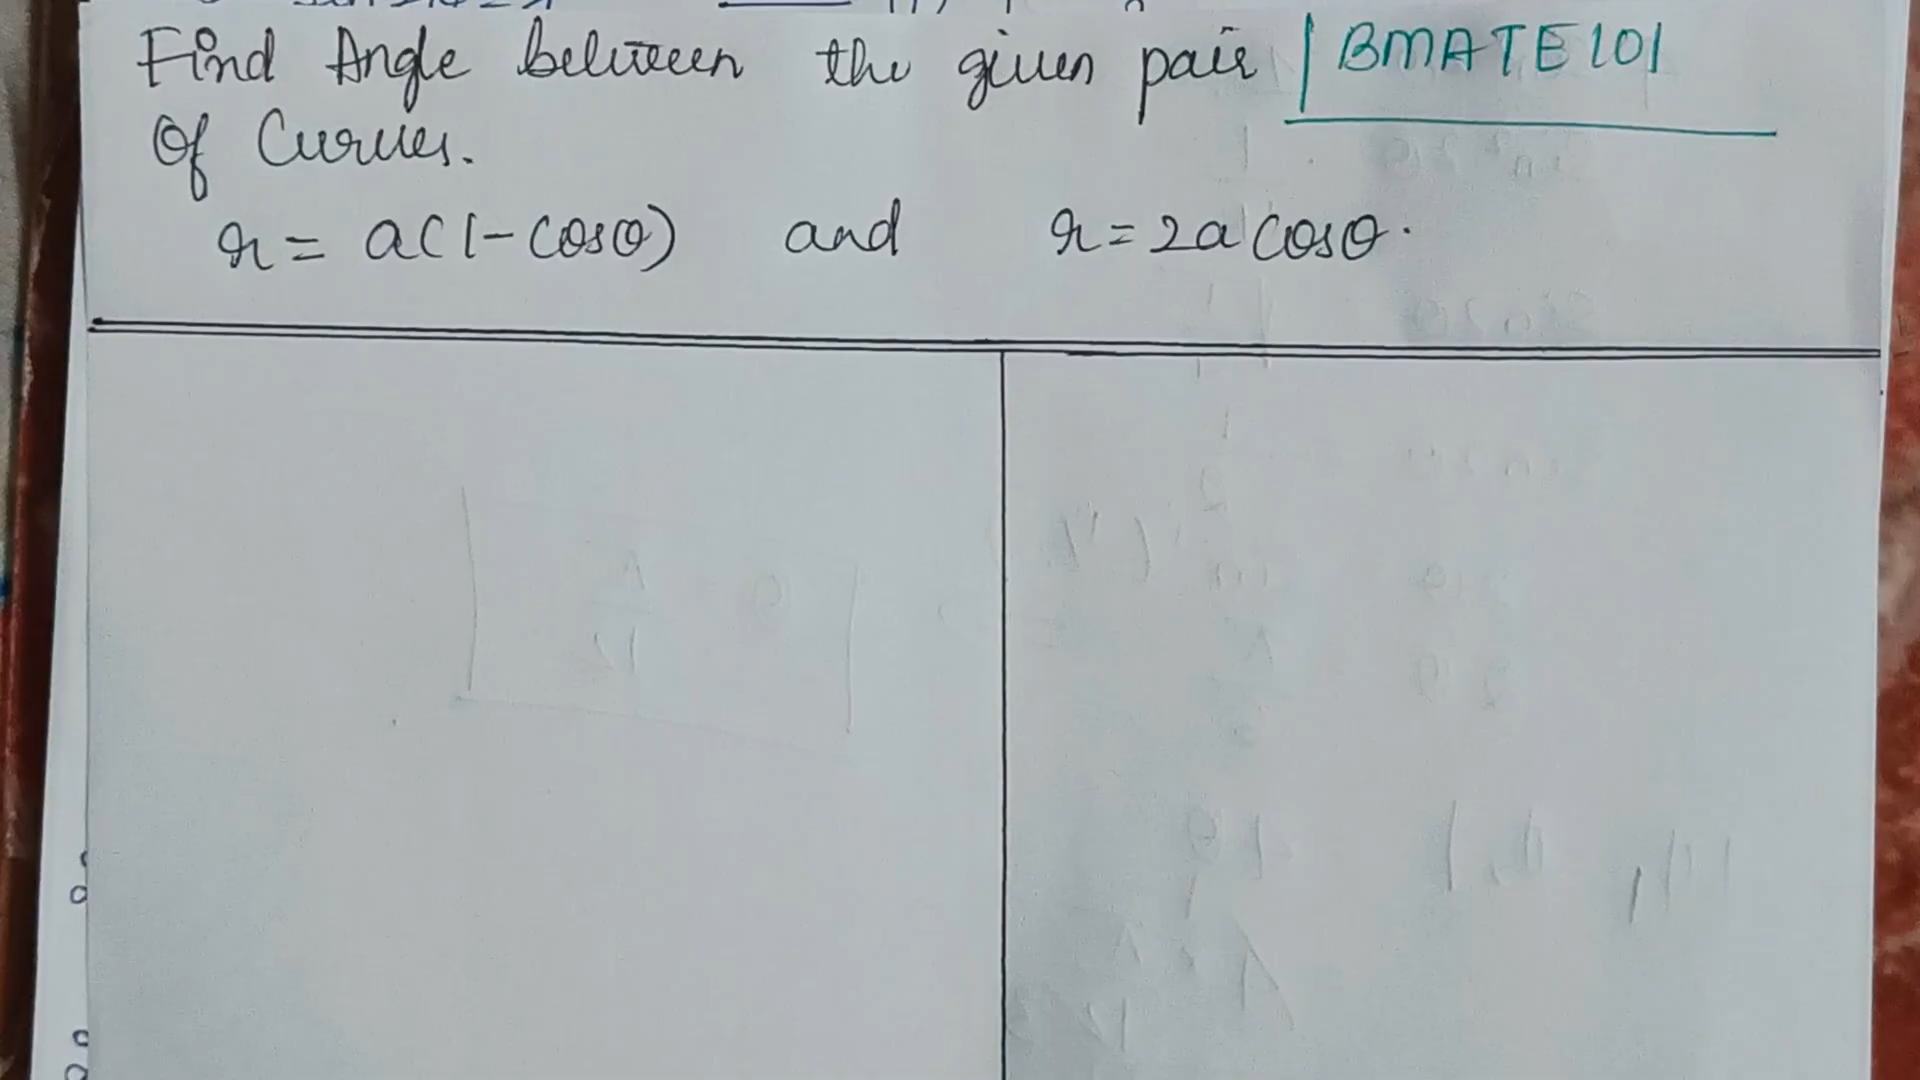 Find Angle between the given pair | BMATE101
Of Curves.
r = a(1-cosθ) and r = 2a cosθ.